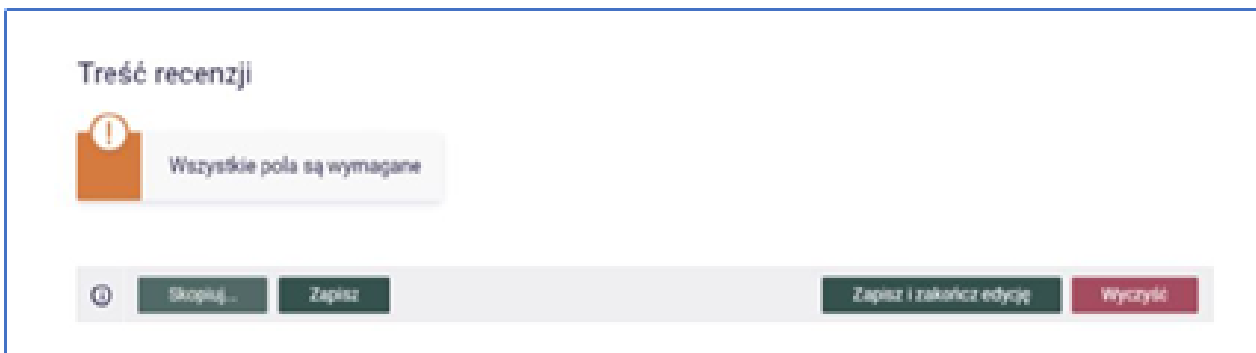 Treść recenzji
Wszystkie pola są wymagane
Skopiuj... Zapisz Zapisz i zakończ edycję Wyczyść